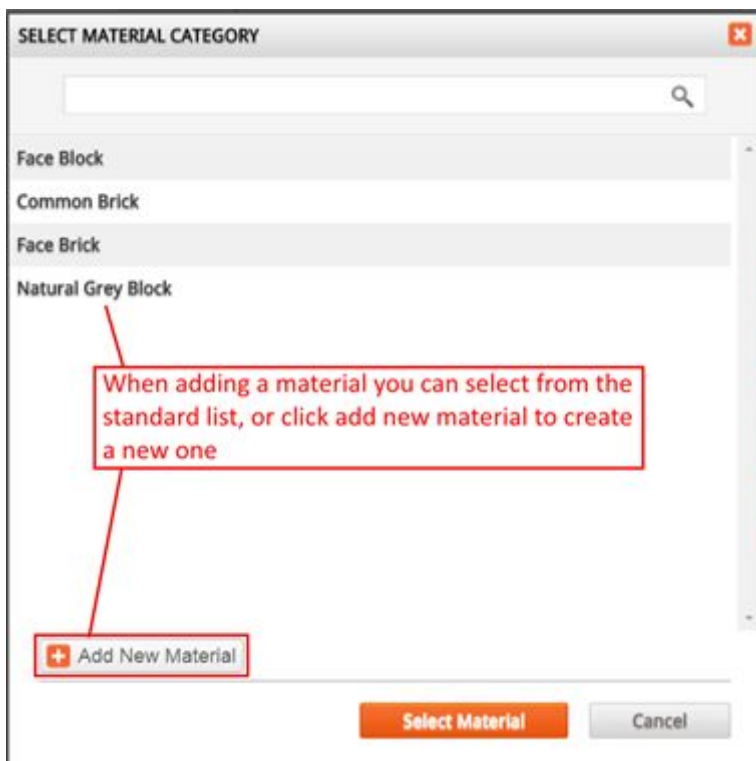 SELECT MATERIAL CATEGORY
Face Block
Common Brick
Face Brick
Natural Grey Block
When adding a material you can select from the
standard list, or click add new material to create
a new one
Add New Material
Select Material
Cancel